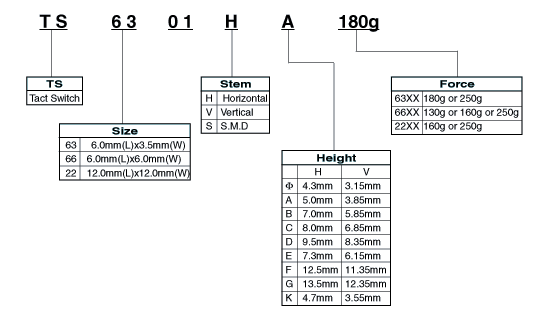 TS 63 01 H A 180g
TS
Tact Switch
Size
63 6.0mm(L)x3.5mm(W)
66 6.0mm(L)x6.0mm(W)
22 12.0mm(L)x12.0mm(W)
Stem
H Horizontal
V Vertical
S S.M.D
Height
H V
Φ 4.3mm 3.15mm
A 5.0mm 3.85mm
B 7.0mm 5.85mm
C 8.0mm 6.85mm
D 9.5mm 8.35mm
E 7.3mm 6.15mm
F 12.5mm 11.35mm
G 13.5mm 12.35mm
K 4.7mm 3.55mm
Force
63XX 180g or 250g
66XX 130g or 160g or 250g
22XX 160g or 250g